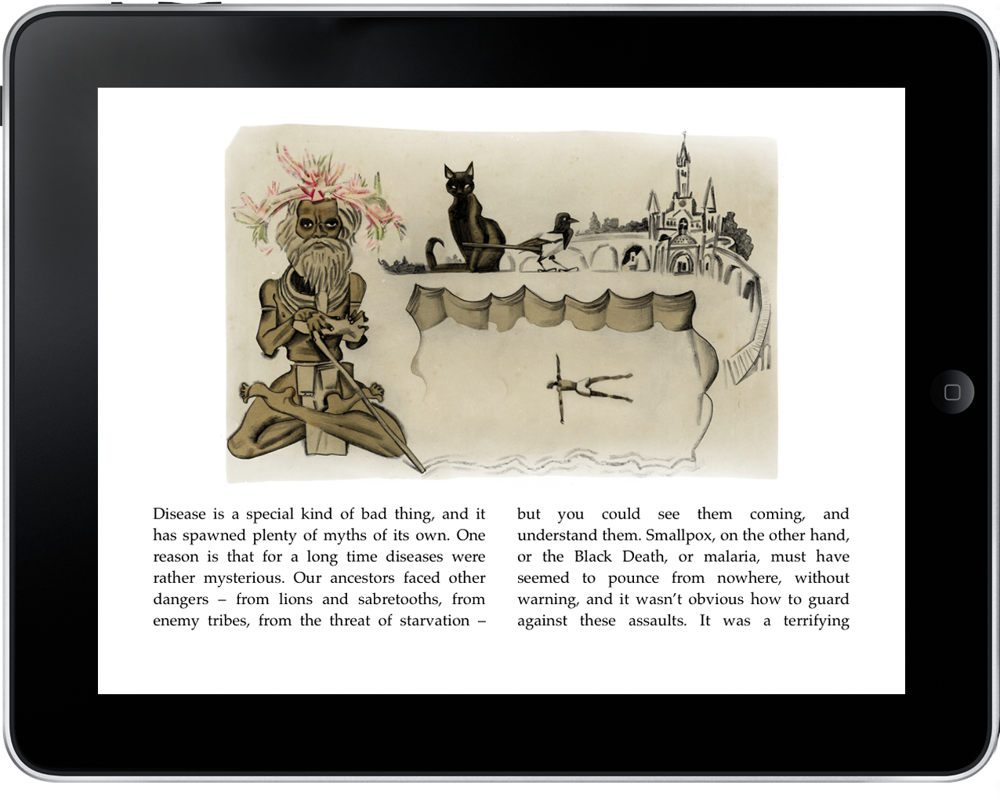 Disease is a special kind of bad thing, and it
has spawned plenty of myths of its own. One
reason is that for a long time diseases were
rather mysterious. Our ancestors faced other
dangers – from lions and sabretooths, from
enemy tribes, from the threat of starvation –
but you could see them coming, and
understand them. Smallpox, on the other hand,
or the Black Death, or malaria, must have
seemed to pounce from nowhere, without
warning, and it wasn’t obvious how to guard
against these assaults. It was a terrifying